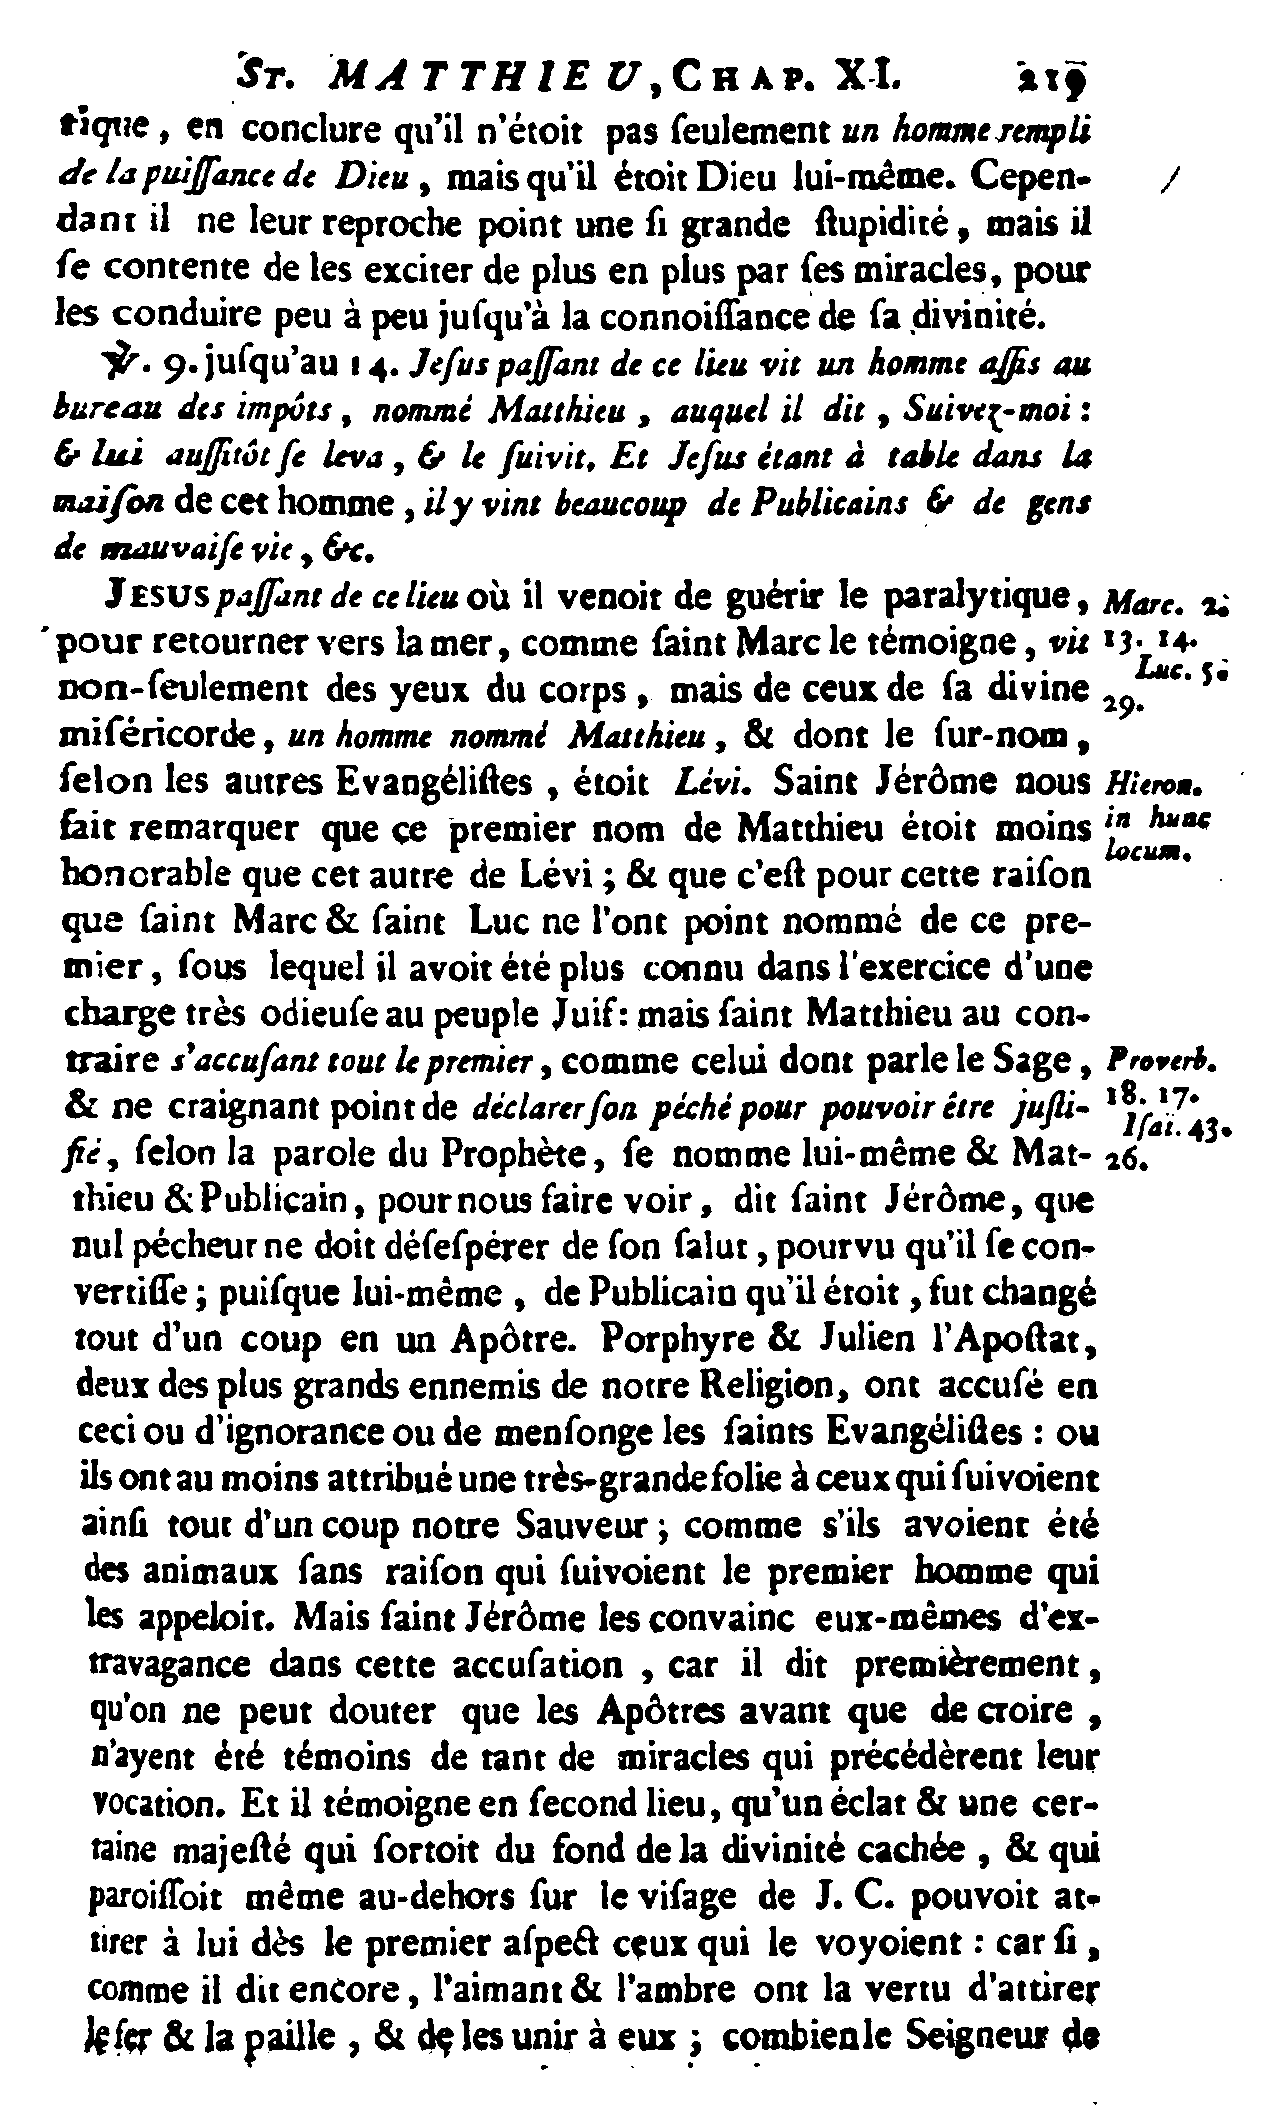 ST. MATTHIEU, CHAP. XI. 219
tique, en conclure qu'il n'étoit pas ſeulement un homme rempli
de la puiſſance de Dieu, mais qu'il étoit Dieu lui-même. Cepen-
dant il ne leur reproche point une ſi grande ſtupidité, mais il
ſe contente de les exciter de plus en plus par ſes miracles, pour
les conduire peu à peu juſqu'à la connoiſſance de ſa divinité.
℣. 9. juſqu'au 14. Jeſus paſſant de ce lieu vit un homme aſſis au
bureau des impôts, nommé Matthieu, auquel il dit, Suivez-moi :
& lui auſſitôt ſe leva, & le ſuivit. Et Jeſus étant à table dans la
maiſon de cet homme, il y vint beaucoup de Publicains & de gens
de mauvaiſe vie, &c.
JESUS paſſant de ce lieu où il venoit de guérir le paralytique,
pour retourner vers la mer, comme ſaint Marc le témoigne, vit
non-ſeulement des yeux du corps, mais de ceux de ſa divine
miſéricorde, un homme nommé Matthieu, & dont le ſur-nom,
ſelon les autres Evangéliſtes, étoit Lévi. Saint Jérôme nous
fait remarquer que ce premier nom de Matthieu étoit moins
honorable que cet autre de Lévi ; & que c'eſt pour cette raiſon
que ſaint Marc & ſaint Luc ne l'ont point nommé de ce pre-
mier, ſous lequel il avoit été plus connu dans l'exercice d'une
charge très odieuſe au peuple Juif : mais ſaint Matthieu au con-
traire s'accuſant tout le premier, comme celui dont parle le Sage,
& ne craignant point de déclarer ſon péché pour pouvoir être juſti-
fié, ſelon la parole du Prophète, ſe nomme lui-même & Mat-
thieu & Publicain, pour nous faire voir, dit ſaint Jérôme, que
nul pécheur ne doit déſeſpérer de ſon ſalut, pourvu qu'il ſe con-
vertiſſe ; puiſque lui-même, de Publicain qu'il étoit, fut changé
tout d'un coup en un Apôtre. Porphyre & Julien l'Apoſtat,
deux des plus grands ennemis de notre Religion, ont accuſé en
ceci ou d'ignorance ou de menſonge les ſaints Evangéliſtes : ou
ils ont au moins attribué une très-grande folie à ceux qui ſuivoient
ainſi tout d'un coup notre Sauveur ; comme s'ils avoient été
des animaux ſans raiſon qui ſuivoient le premier homme qui
les appeloit. Mais ſaint Jérôme les convainc eux-mêmes d'ex-
travagance dans cette accuſation, car il dit premièrement,
qu'on ne peut douter que les Apôtres avant que de croire,
n'ayent été témoins de tant de miracles qui précédèrent leur
vocation. Et il témoigne en ſecond lieu, qu'un éclat & une cer-
taine majeſté qui ſortoit du fond de la divinité cachée, & qui
paroiſſoit même au-dehors ſur le viſage de J. C. pouvoit at-
tirer à lui dès le premier aſpect ceux qui le voyoient : car ſi,
comme il dit encore, l'aimant & l'ambre ont la vertu d'attirer
le fer & la paille, & de les unir à eux ; combien le Seigneur de
Marc. 2.
13. 14.
Luc. 5.
29.
Hieron.
in hunc
locum.
Proverb.
18. 17.
Iſai. 43.
26.